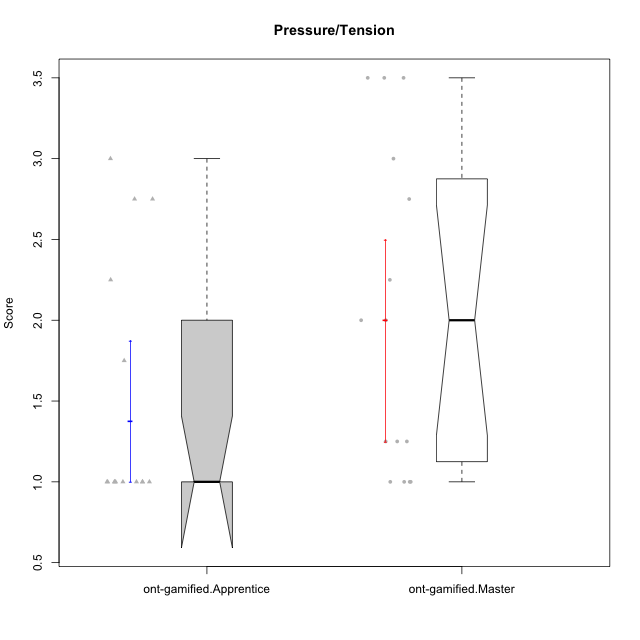 Pressure/Tension
Score
3.5
3.0
2.5
2.0
1.5
1.0
0.5
ont-gamified.Apprentice
ont-gamified.Master